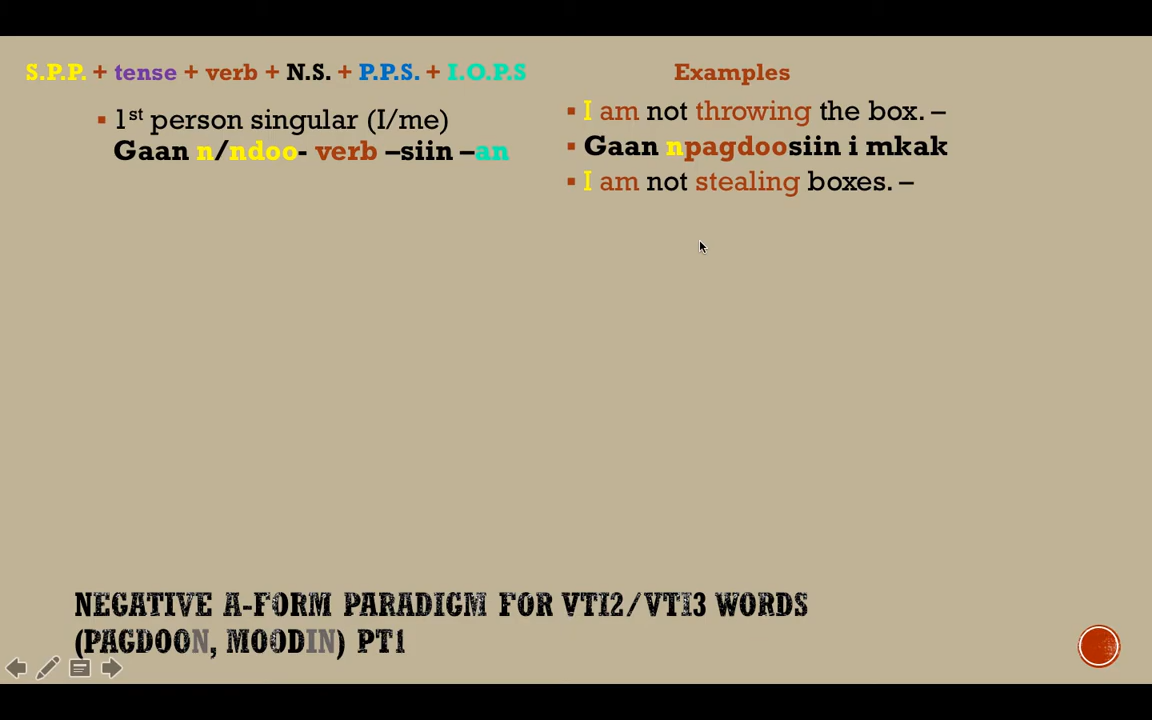 S.P.P. + tense + verb + N.S. + P.P.S. + I.O.P.S
▪ 1st person singular (I/me)
Gaan n/ndoo- verb –siin –an
Examples
▪ I am not throwing the box. –
▪ Gaan npagdoosiin i mkak
▪ I am not stealing boxes. –
NEGATIVE A-FORM PARADIGM FOR VTI2/VTI3 WORDS
(PAGDOON, MOODIN) PT1